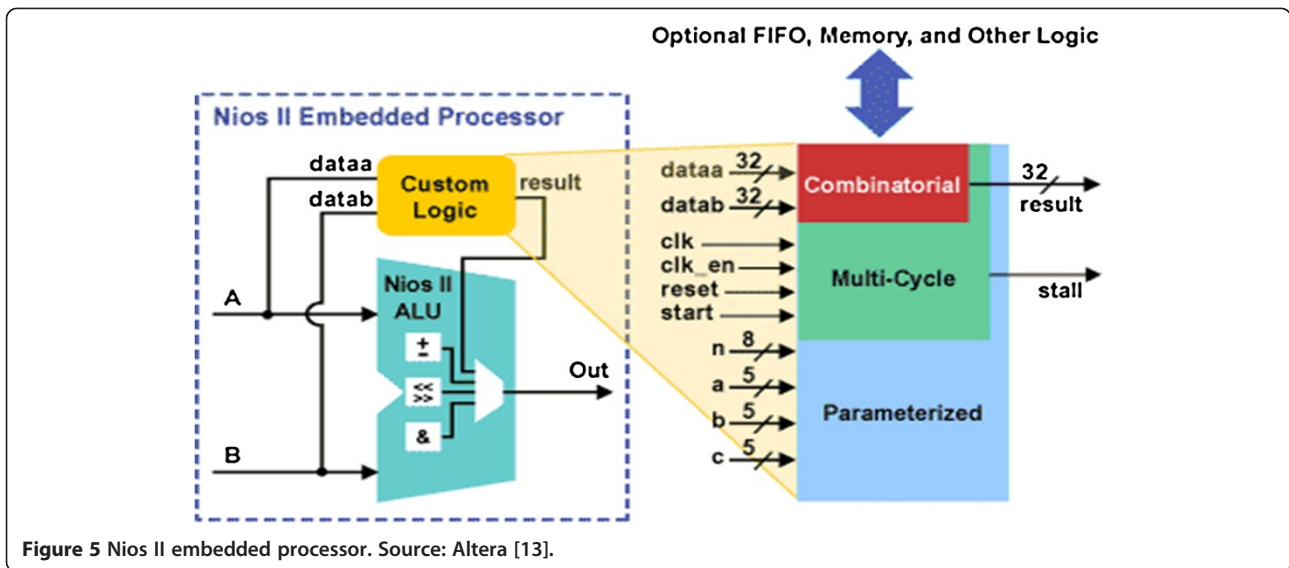 Optional FIFO, Memory, and Other Logic
Nios II Embedded Processor
dataa
datab
Custom
Logic
result
A
Nios II
ALU
+
-
<<
>>
&
Out
B
dataa 32
datab 32
clk
clk_en
reset
start
n 8
a 5
b 5
c 5
Combinatorial
Multi-Cycle
Parameterized
32
result
stall
Figure 5 Nios II embedded processor. Source: Altera [13].